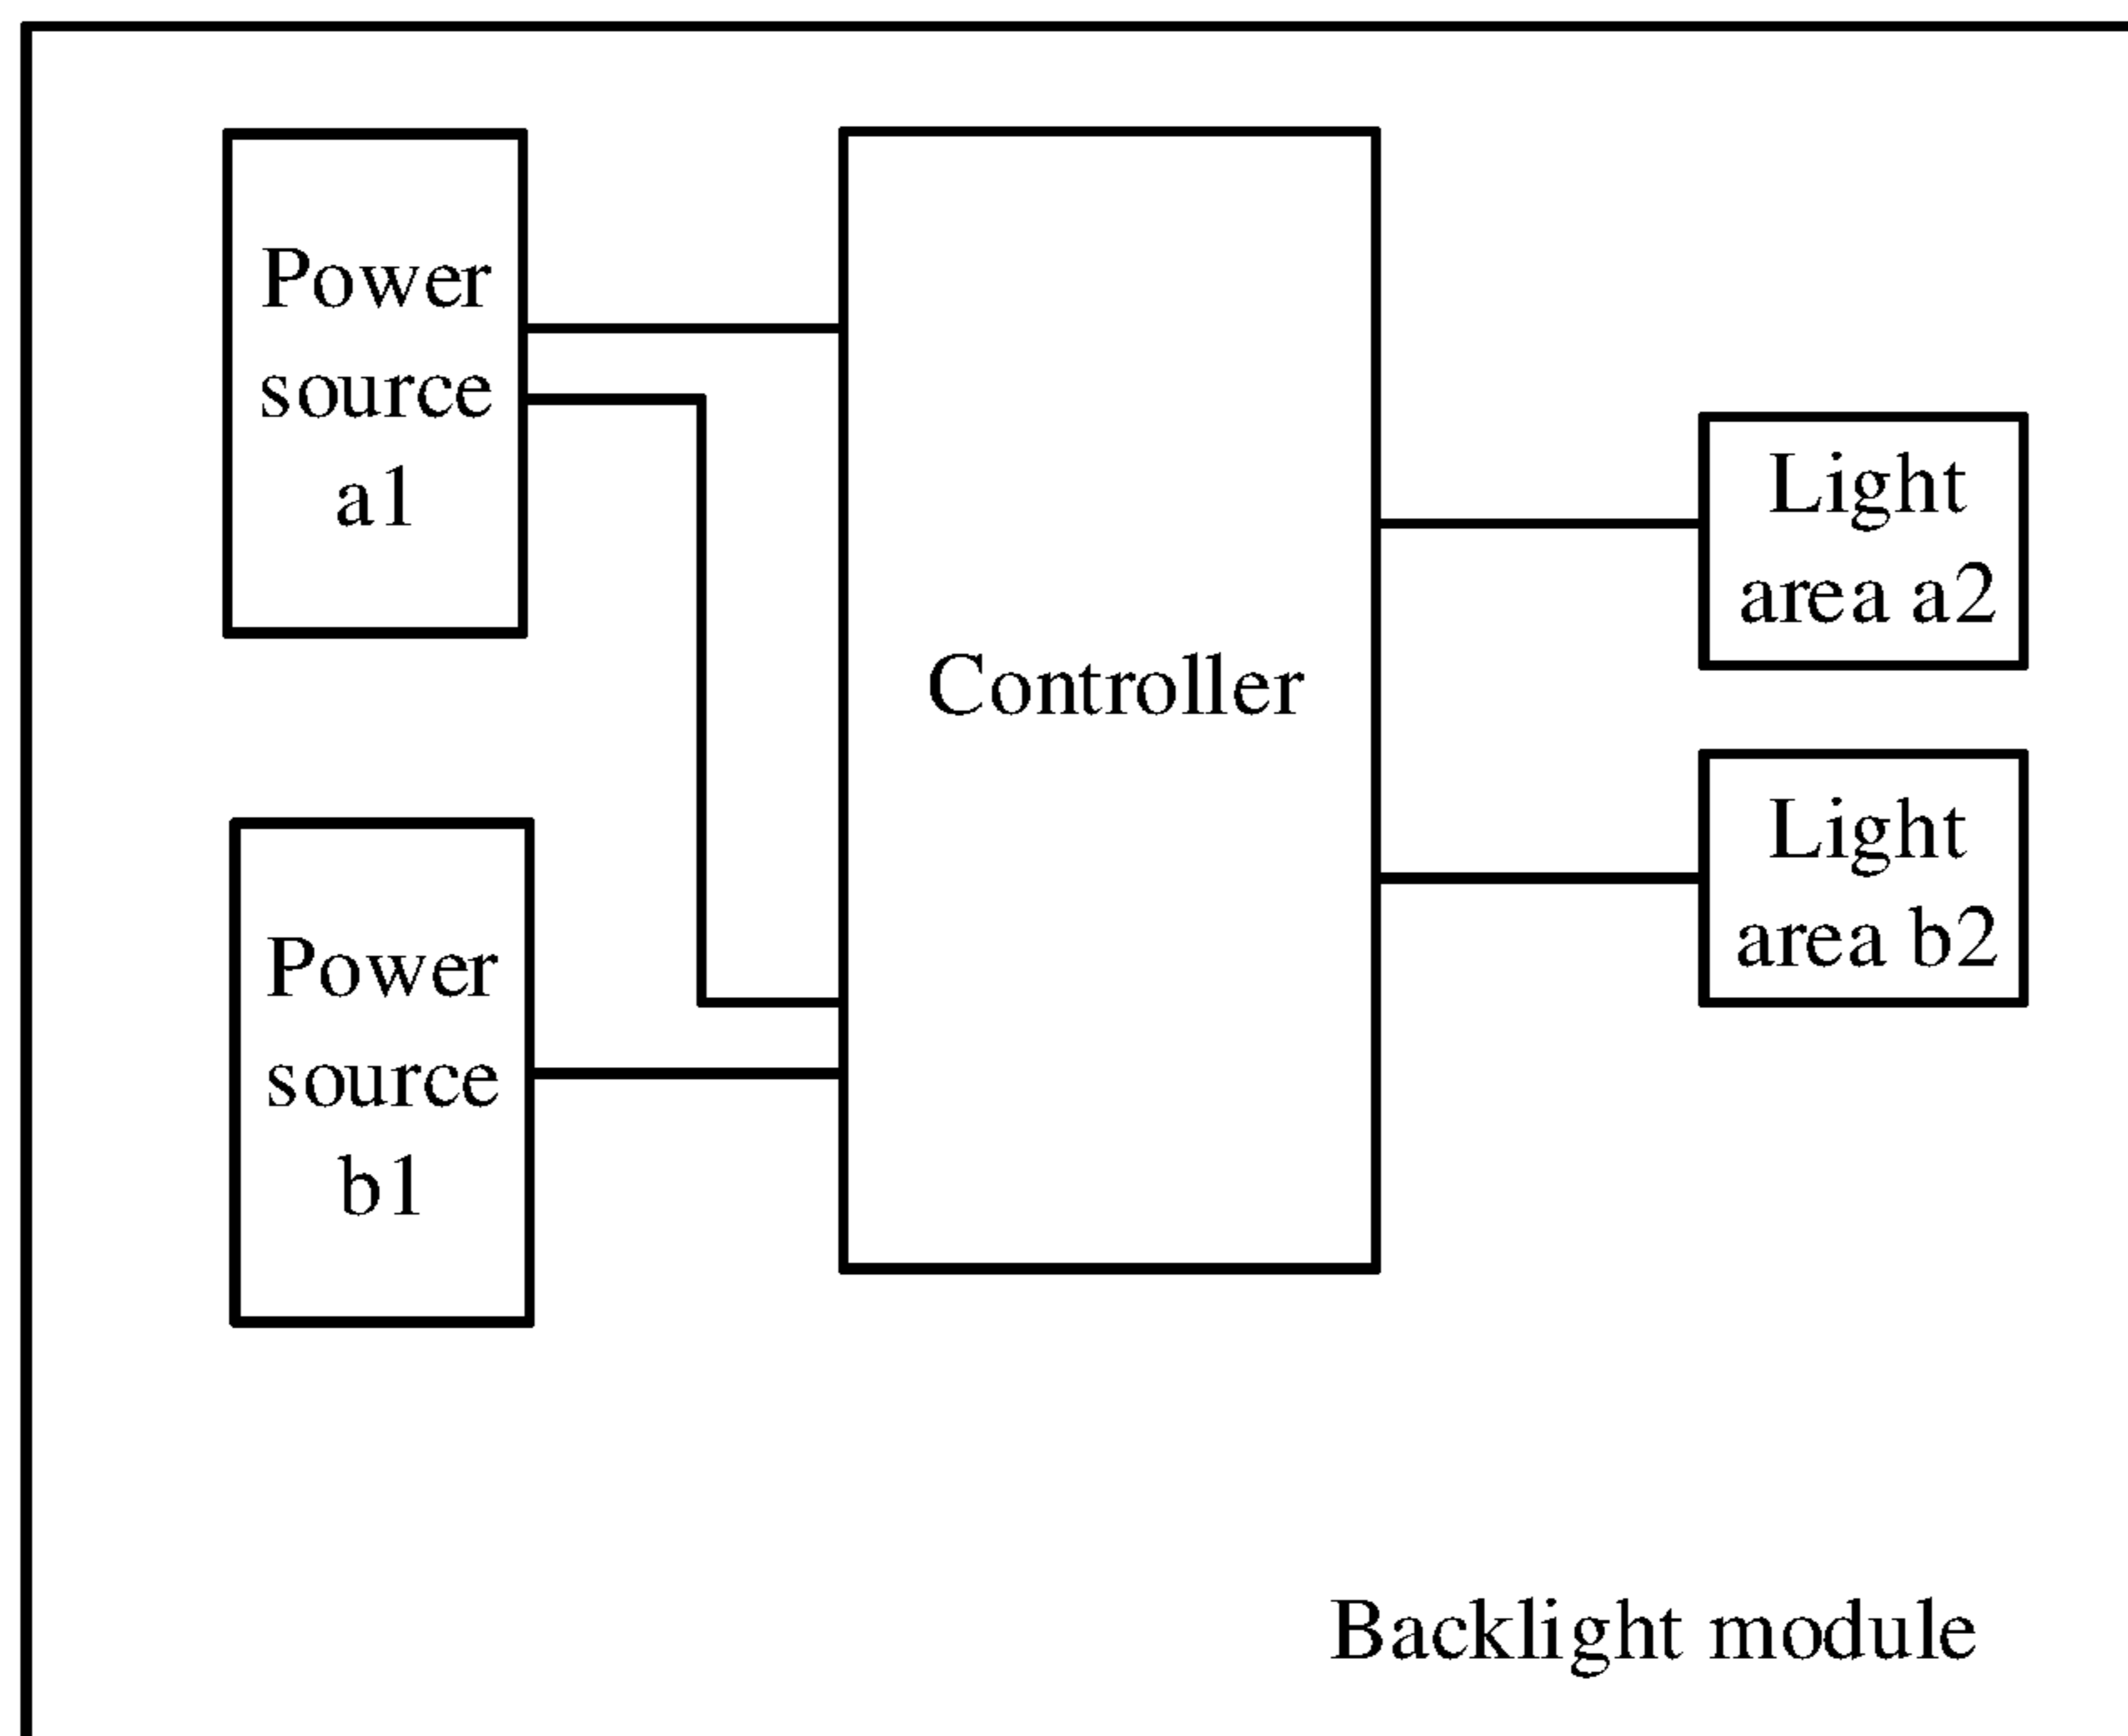 Power
source
a1
Controller
Light
area a2
Light
area b2
Power
source
b1
Backlight module